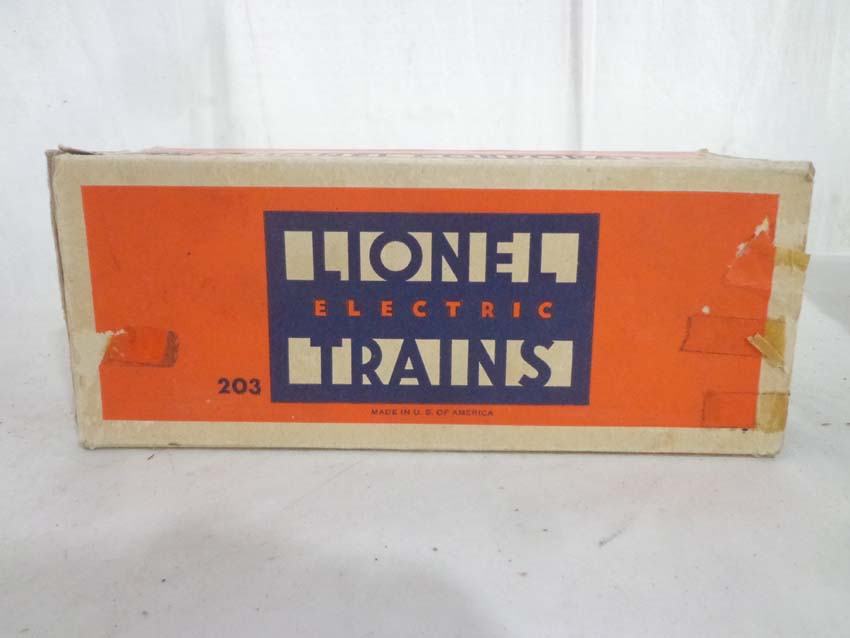 LIONEL
ELECTRIC
TRAINS
203
MADE IN U. S. OF AMERICA